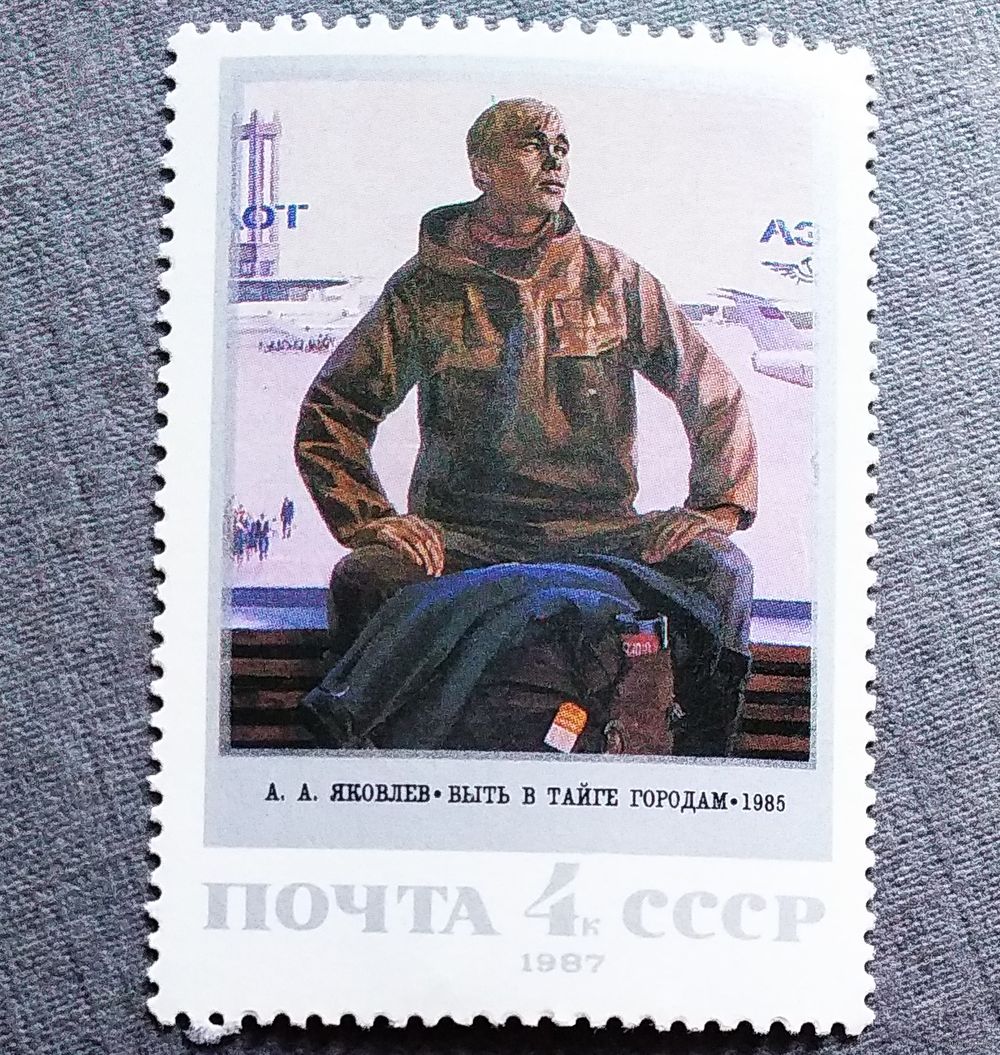 ОТ
АЭ
А. А. ЯКОВЛЕВ•БЫТЬ В ТАЙГЕ ГОРОДАМ•1985
ПОЧТА 4к СССР
1987